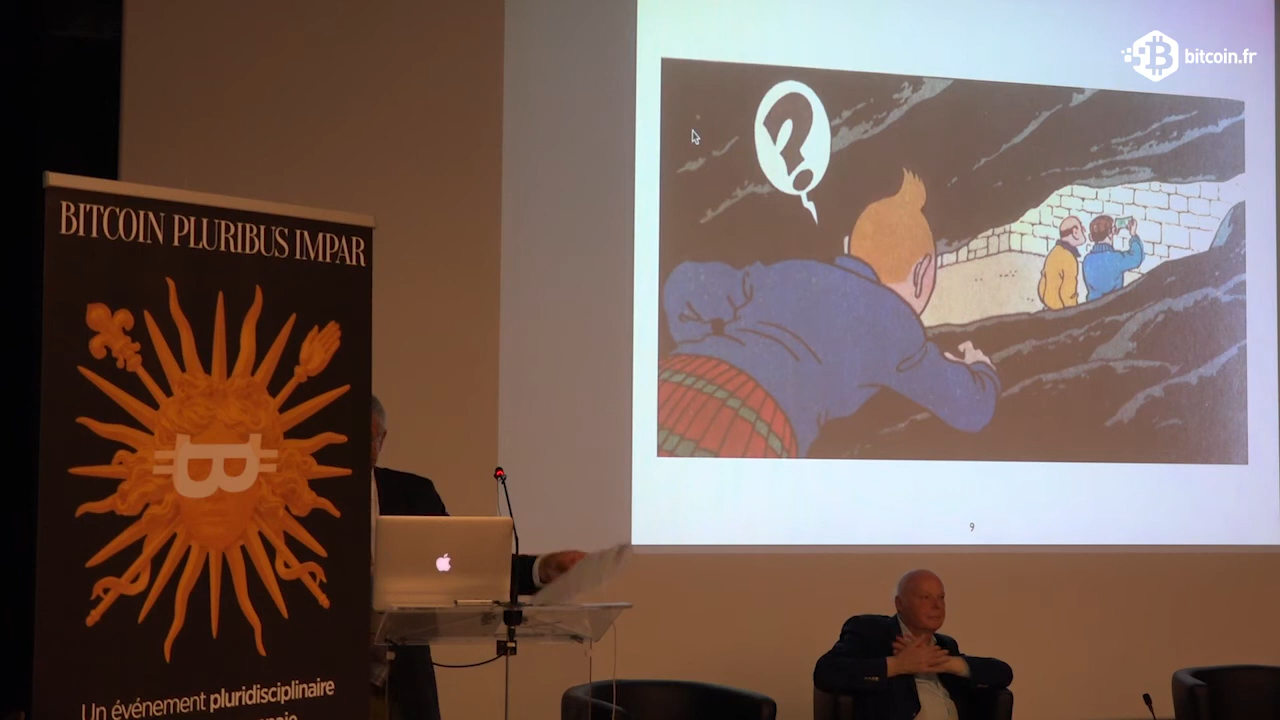 bitcoin.fr
?
BITCOIN PLURIBUS IMPAR
B
9
Un événement pluridisciplinaire